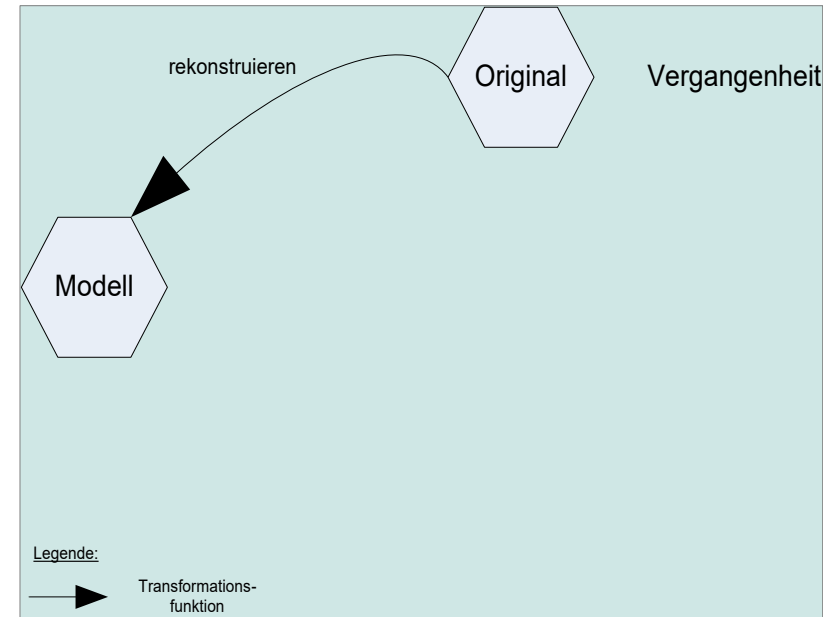 rekonstruieren
Original
Vergangenheit
Modell
Legende:
Transformations-
funktion